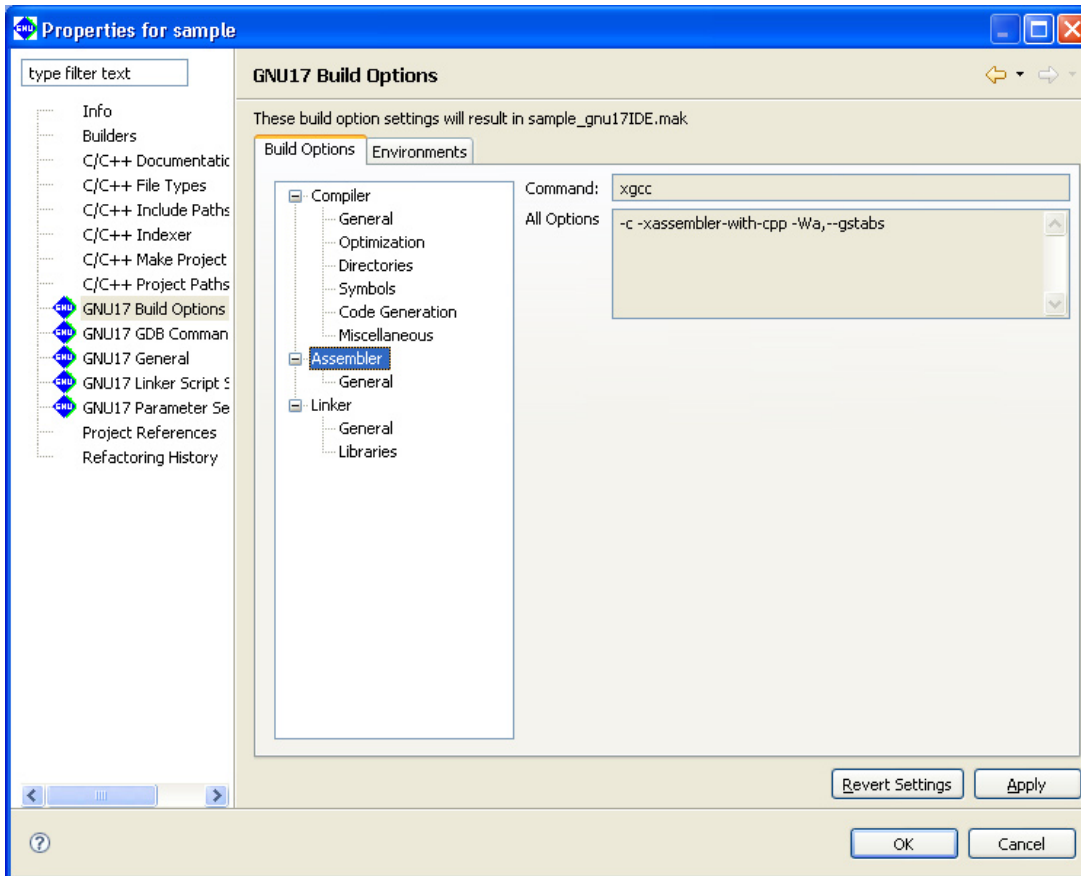 Properties for sample
type filter text
Info
Builders
C/C++ Documentatic
C/C++ File Types
C/C++ Include Paths
C/C++ Indexer
C/C++ Make Project
C/C++ Project Paths
GNU17 Build Options
GNU17 GDB Comman
GNU17 General
GNU17 Linker Script S
GNU17 Parameter Se
Project References
Refactoring History
GNU17 Build Options
These build option settings will result in sample_gnu17IDE.mak
Build Options Environments
Compiler
General
Optimization
Directories
Symbols
Code Generation
Miscellaneous
Assembler
General
Linker
General
Libraries
Command: xgcc
All Options -c -xassembler-with-cpp -Wa,--gstabs
Revert Settings Apply
OK Cancel